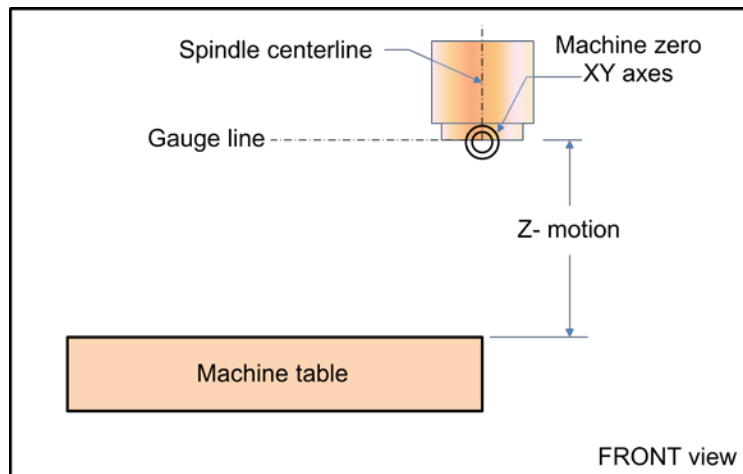 Spindle centerline
Machine zero
XY axes
Gauge line
Z- motion
Machine table
FRONT view